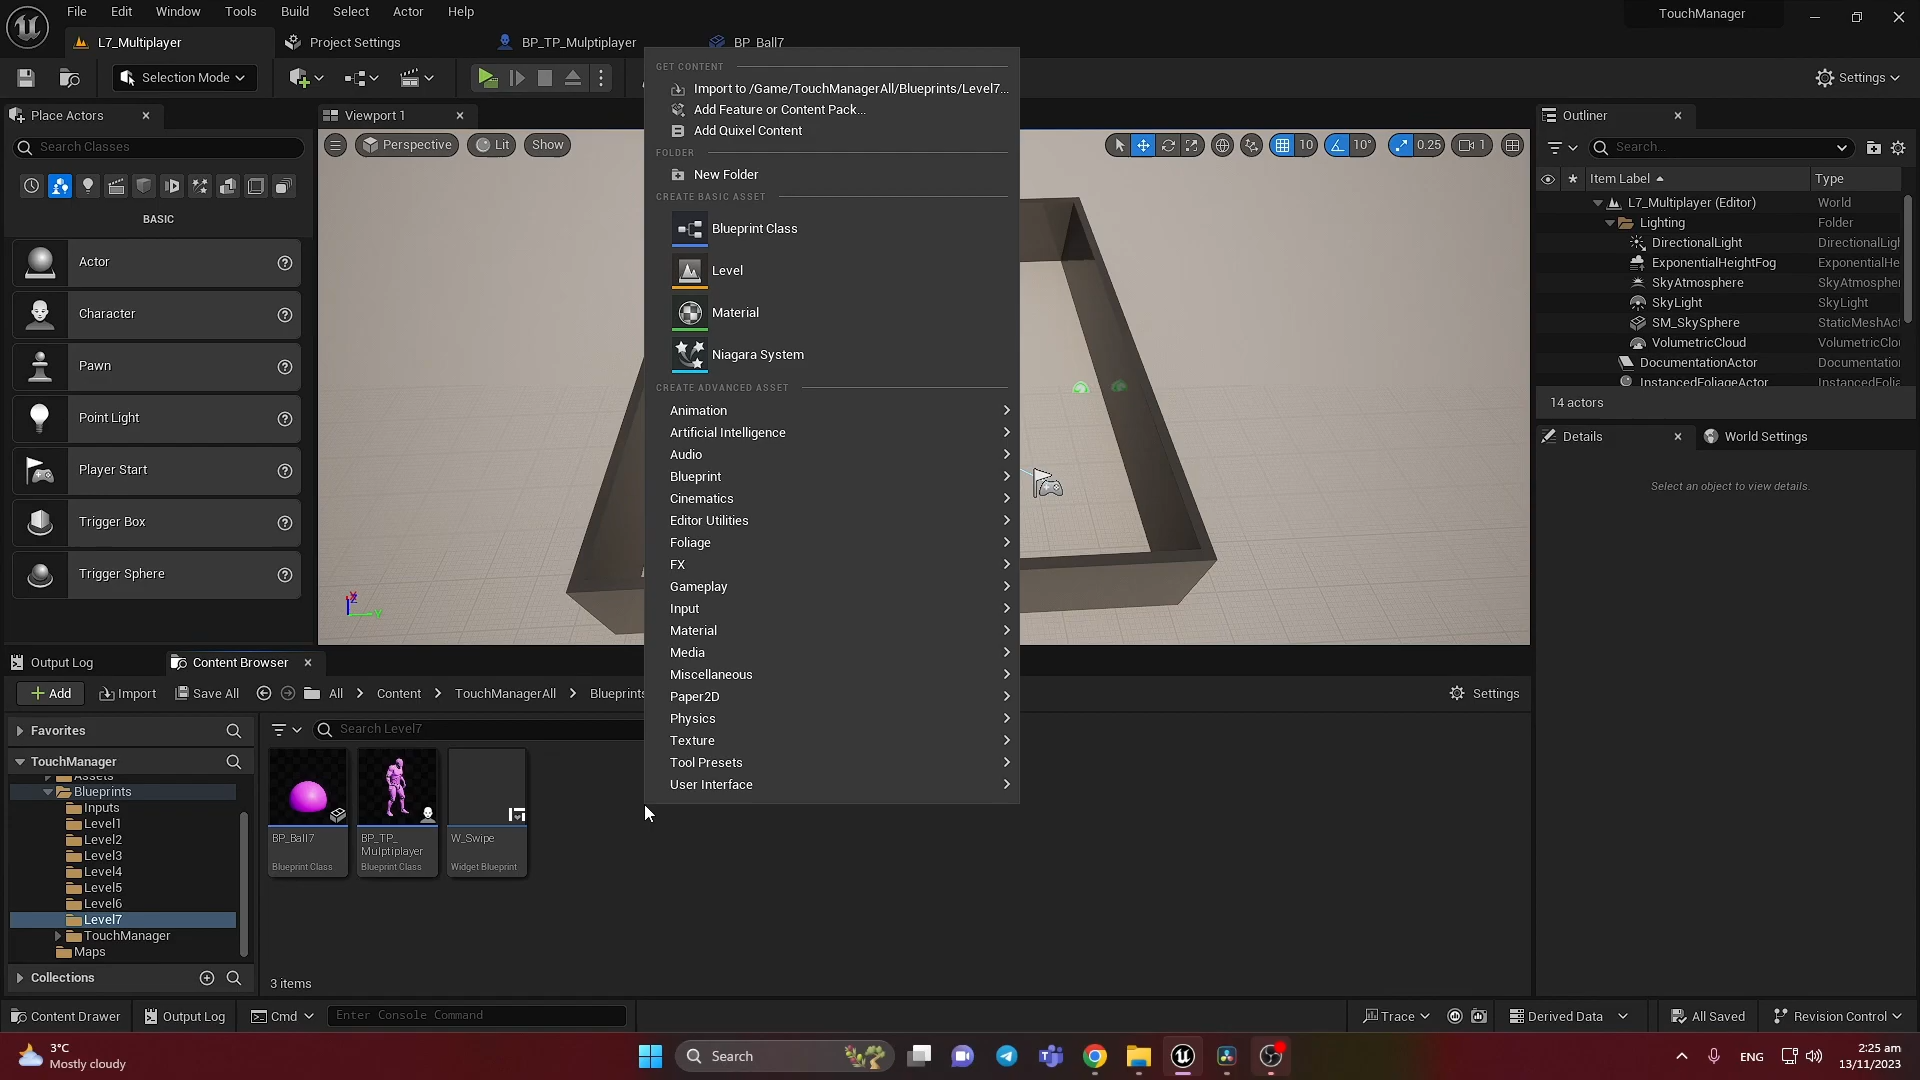 File Edit Window Tools Build Select Actor Help
TouchManager
L7_Multiplayer
Project Settings
BP_TP_Mulptiplayer
BP_Ball7
Selection Mode
Settings
Place Actors
Search Classes
BASIC
Actor
Character
Pawn
Point Light
Player Start
Trigger Box
Trigger Sphere
Viewport 1
Perspective
Lit
Show
10
10°
0.25
1
GET CONTENT
Import to /Game/TouchManagerAll/Blueprints/Level7...
Add Feature or Content Pack...
Add Quixel Content
FOLDER
New Folder
CREATE BASIC ASSET
Blueprint Class
Level
Material
Niagara System
CREATE ADVANCED ASSET
Animation
Artificial Intelligence
Audio
Blueprint
Cinematics
Editor Utilities
Foliage
FX
Gameplay
Input
Material
Media
Miscellaneous
Paper2D
Physics
Texture
Tool Presets
User Interface
Outliner
Search...
Item Label Type
L7_Multiplayer (Editor) World
Lighting Folder
DirectionalLight DirectionalLigh
ExponentialHeightFog ExponentialHe
SkyAtmosphere SkyAtmosphe
SkyLight SkyLight
SM_SkySphere StaticMeshAct
VolumetricCloud VolumetricClou
DocumentationActor Documentatio
InstancedFoliageActor InstancedFolia
14 actors
Details
World Settings
Select an object to view details.
Output Log
Content Browser
Add
Import
Save All
All
Content
TouchManagerAll
Blueprints
Settings
Favorites
TouchManager
Assets
Blueprints
Inputs
Level1
Level2
Level3
Level4
Level5
Level6
Level7
TouchManager
Maps
Collections
Search Level7
BP_Ball7
Blueprint Class
BP_TP_
Mulptiplayer
Blueprint Class
W_Swipe
Widget Blueprint
3 items
Content Drawer
Output Log
Cmd
Enter Console Command
Trace
Derived Data
All Saved
Revision Control
3°C
Mostly cloudy
Search
ENG
2:25 am
13/11/2023